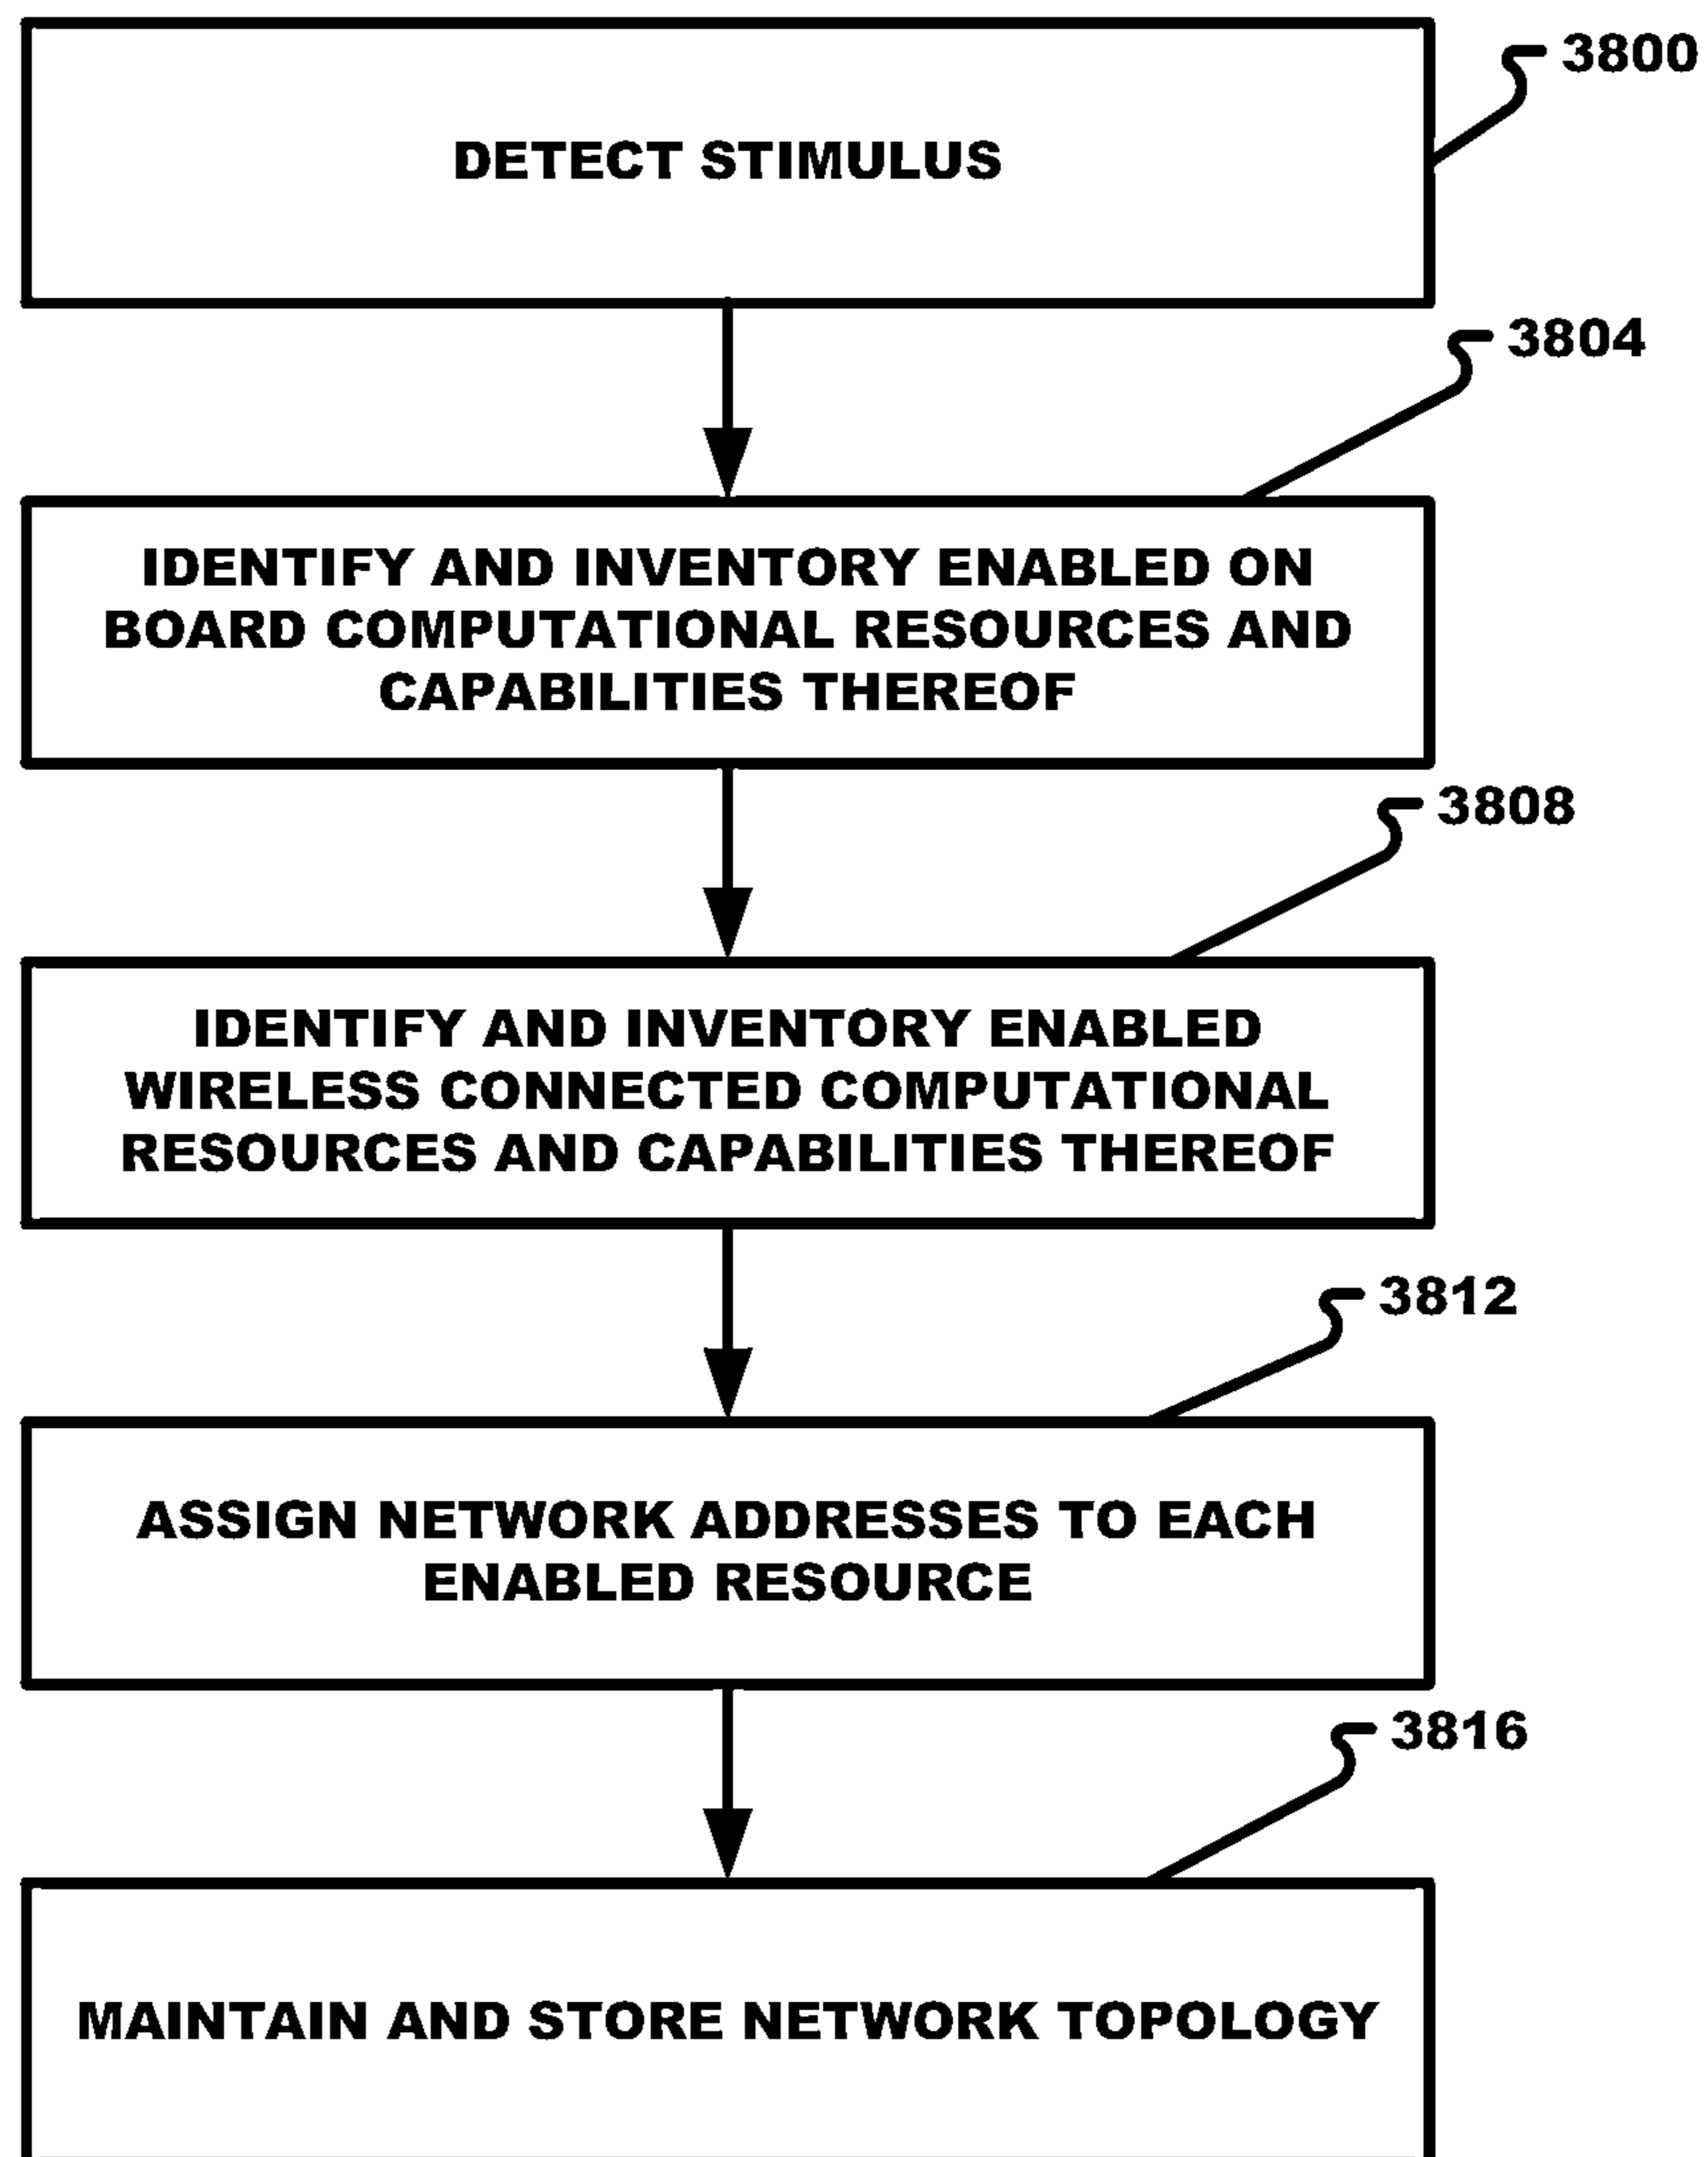 3800
DETECT STIMULUS
3804
IDENTIFY AND INVENTORY ENABLED ON
BOARD COMPUTATIONAL RESOURCES AND
CAPABILITIES THEREOF
3808
IDENTIFY AND INVENTORY ENABLED
WIRELESS CONNECTED COMPUTATIONAL
RESOURCES AND CAPABILITIES THEREOF
3812
ASSIGN NETWORK ADDRESSES TO EACH
ENABLED RESOURCE
3816
MAINTAIN AND STORE NETWORK TOPOLOGY